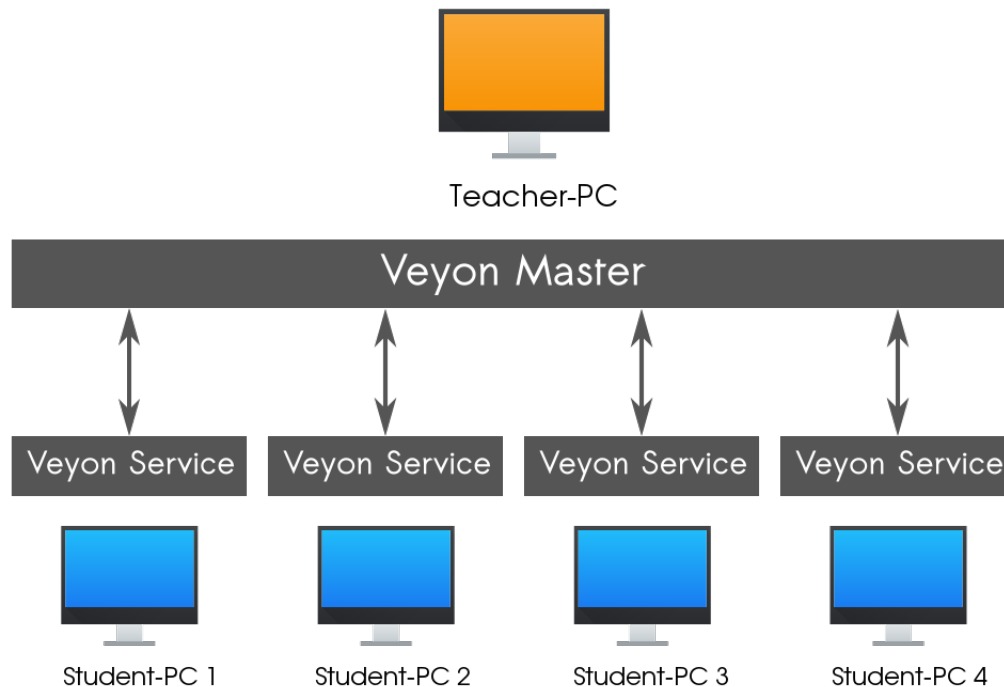 Teacher-PC
Veyon Master
Veyon Service
Veyon Service
Veyon Service
Veyon Service
Student-PC 1
Student-PC 2
Student-PC 3
Student-PC 4